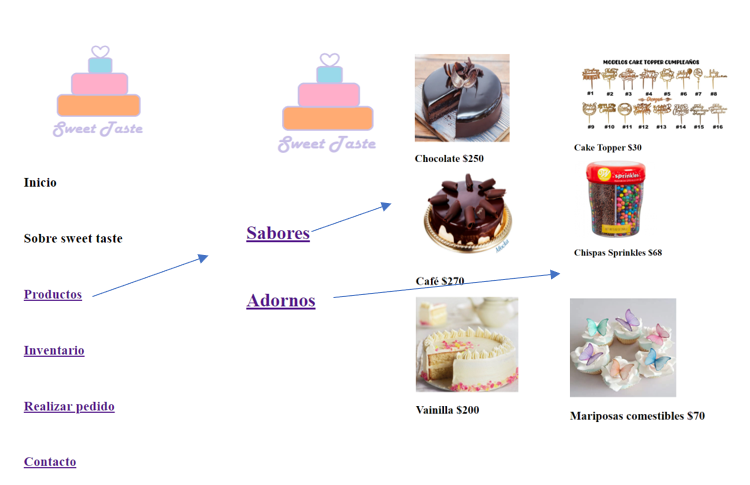 Sweet Taste
Inicio
Sobre sweet taste
Productos
Inventario
Realizar pedido
Contacto
Sweet Taste
Sabores
Adornos
Chocolate $250
Café $270
Vainilla $200
MODELOS CAKE TOPPER CUMPLEAÑOS
#1 #2 #3 #4 #5 #6 #7 #8
#9 #10 #11 #12 #13 #14 #15 #16
Cake Topper $30
sprinkles
Chispas Sprinkles $68
Mariposas comestibles $70